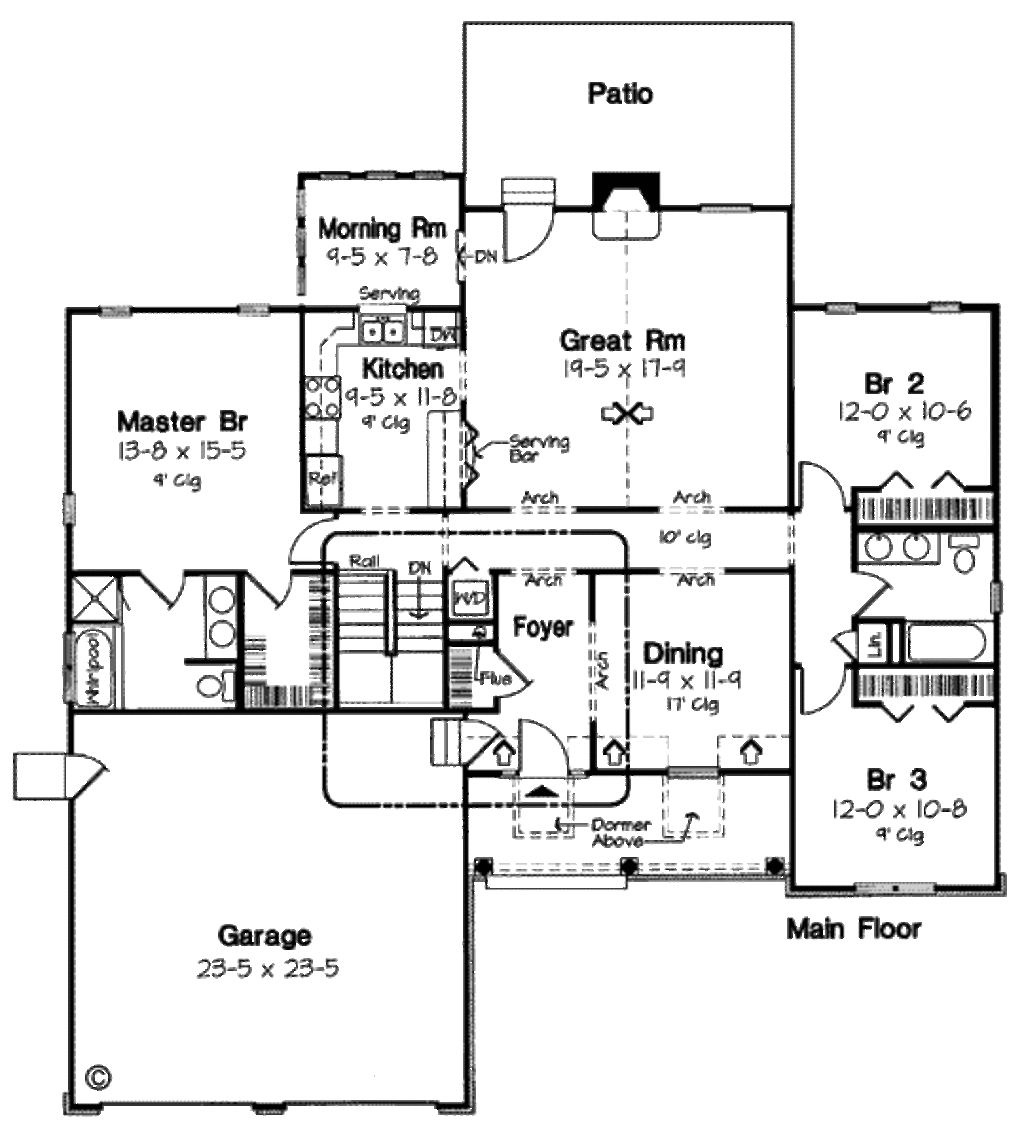 Patio
Morning Rm
9-5 x 7-8
DN
Serving
DW
Kitchen
9-5 x 11-8
9' Clg
Ref
Great Rm
19-5 x 17-9
Serving
Bar
Br 2
12-0 x 10-6
9' Clg
Master Br
13-8 x 15-5
9' Clg
Arch
Arch
10' clg
Rail
DN
W/D
Arch
Arch
Foyer
Arch
Dining
11-9 x 11-9
17' Clg
Flue
Whirlpool
Lin.
Br 3
12-0 x 10-8
9' Clg
Dormer
Above
Main Floor
Garage
23-5 x 23-5
©